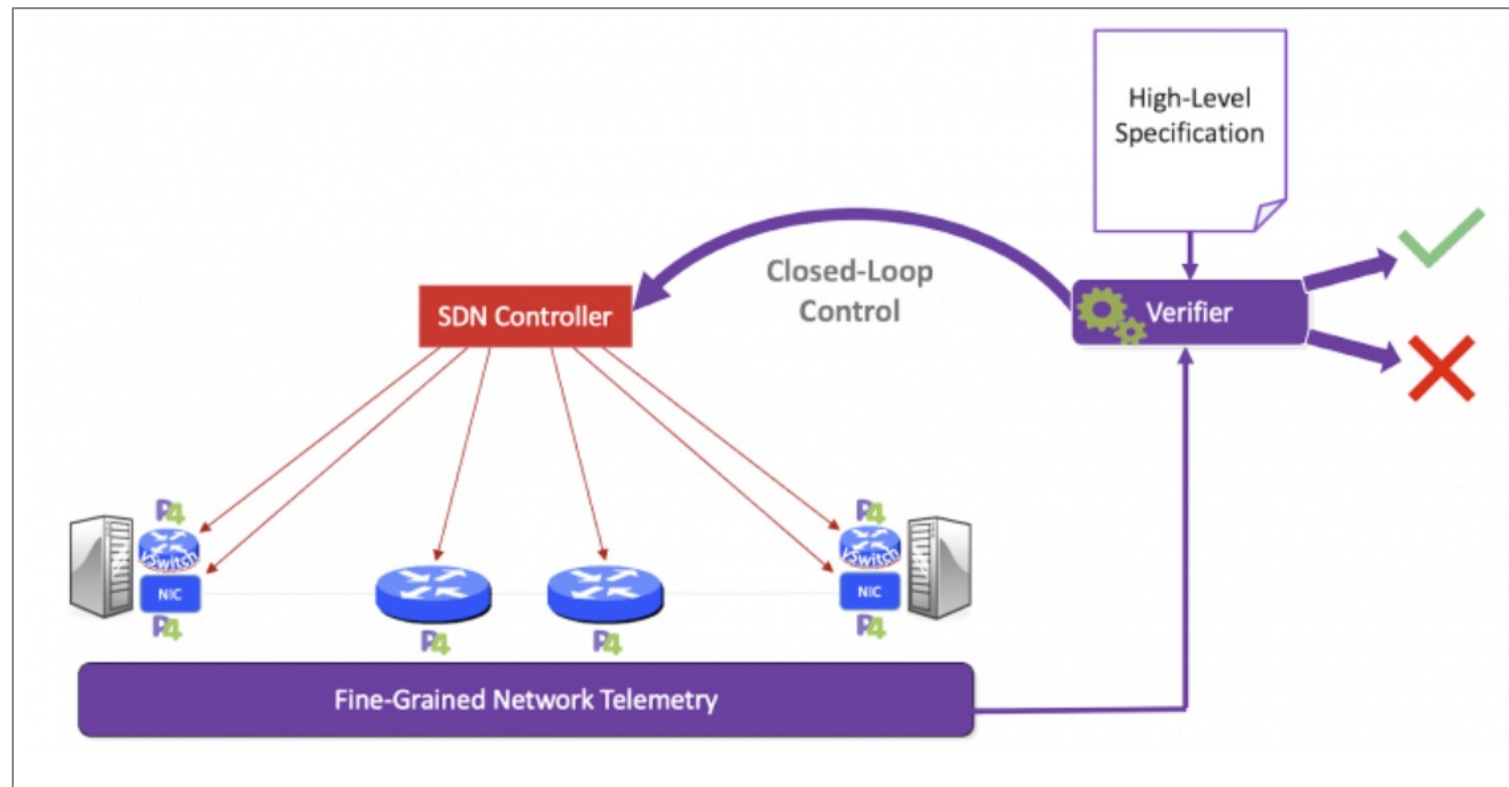 High-Level
Specification
Closed-Loop
Control
SDN Controller
Verifier
P4
P4
vSwitch
vSwitch
NIC
NIC
P4
P4
P4
P4
Fine-Grained Network Telemetry